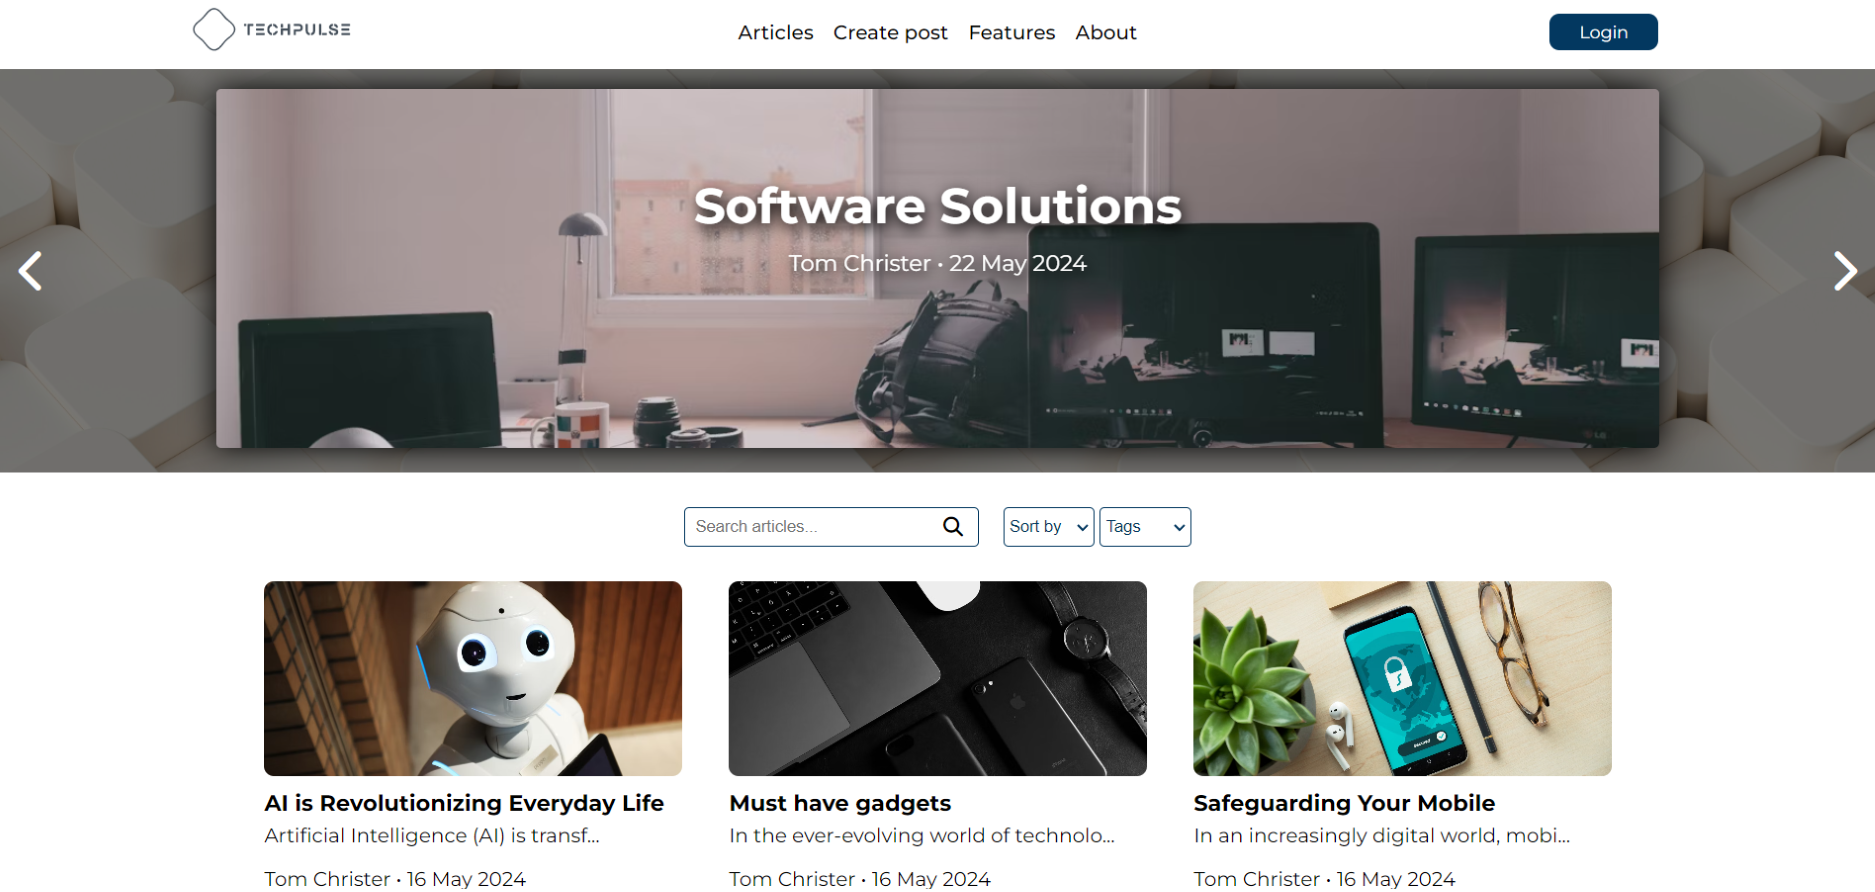 TECHPULSE
Articles Create post Features About
Login
Software Solutions
Tom Christer • 22 May 2024
Search articles...
Sort by
Tags
AI is Revolutionizing Everyday Life
Artificial Intelligence (AI) is transf...
Tom Christer • 16 May 2024
Must have gadgets
In the ever-evolving world of technolo...
Tom Christer • 16 May 2024
Safeguarding Your Mobile
In an increasingly digital world, mobi...
Tom Christer • 16 May 2024